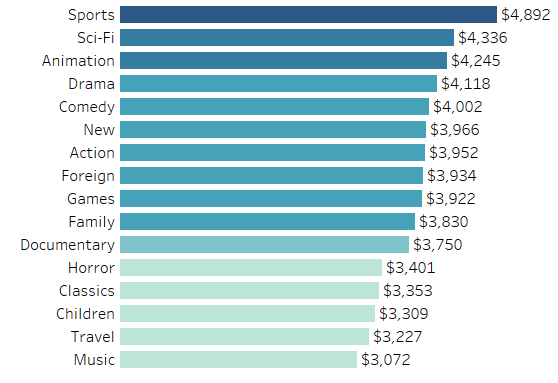 Sports $4,892
Sci-Fi $4,336
Animation $4,245
Drama $4,118
Comedy $4,002
New $3,966
Action $3,952
Foreign $3,934
Games $3,922
Family $3,830
Documentary $3,750
Horror $3,401
Classics $3,353
Children $3,309
Travel $3,227
Music $3,072